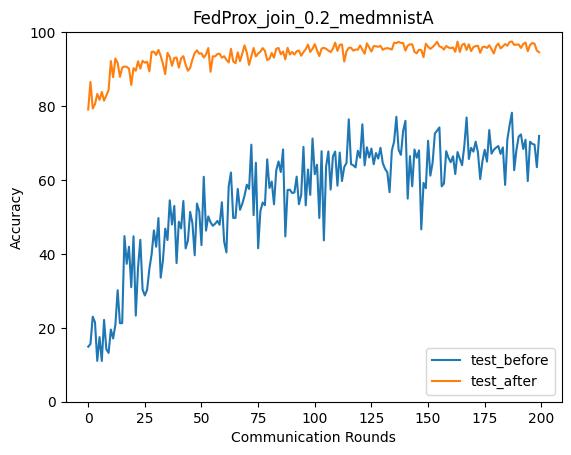 FedProx_join_0.2_medmnistA
100
80
60
40
20
0
Accuracy
0 25 50 75 100 125 150 175 200
Communication Rounds
test_before
test_after